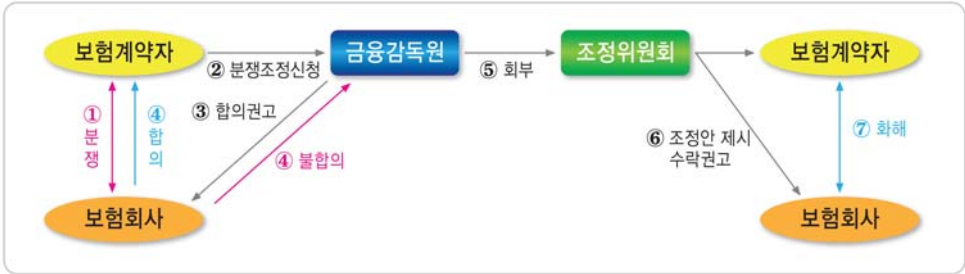 보험계약자
② 분쟁조정신청
금융감독원
⑤ 회부
조정위원회
보험계약자
① 분쟁
④ 합의
③ 합의권고
④ 불합의
⑥ 조정안 제시
수락권고
⑦ 화해
보험회사
보험회사